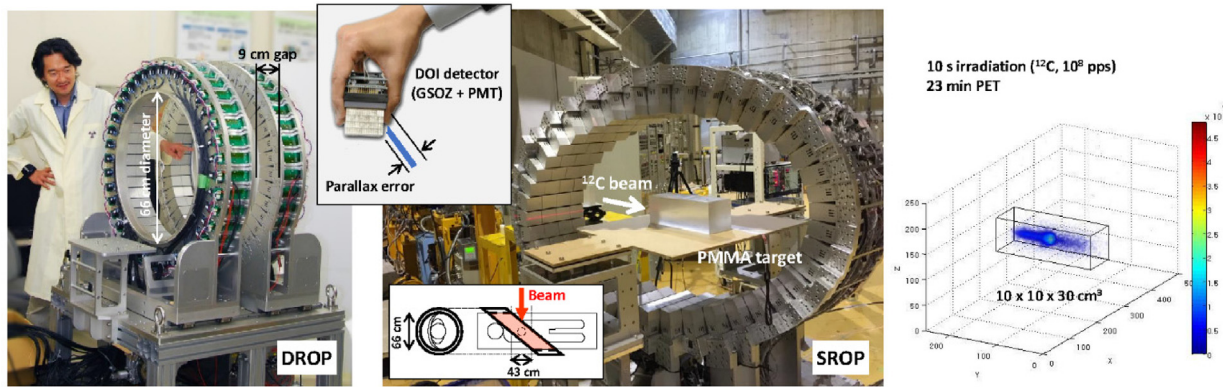 9 cm gap
66 cm diameter
DROP
DOI detector
(GSOZ + PMT)
Parallax error
¹²C beam
PMMA target
SROP
Beam
66 cm
43 cm
10 s irradiation (¹²C, 10⁸ pps)
23 min PET
4.5
4
3.5
3
2.5
2
1.5
1
0.5
0
250
200
150
100
50
0
Z
10 x 10 x 30 cm³
200
100
0
Y
0
100
200
300
400
X